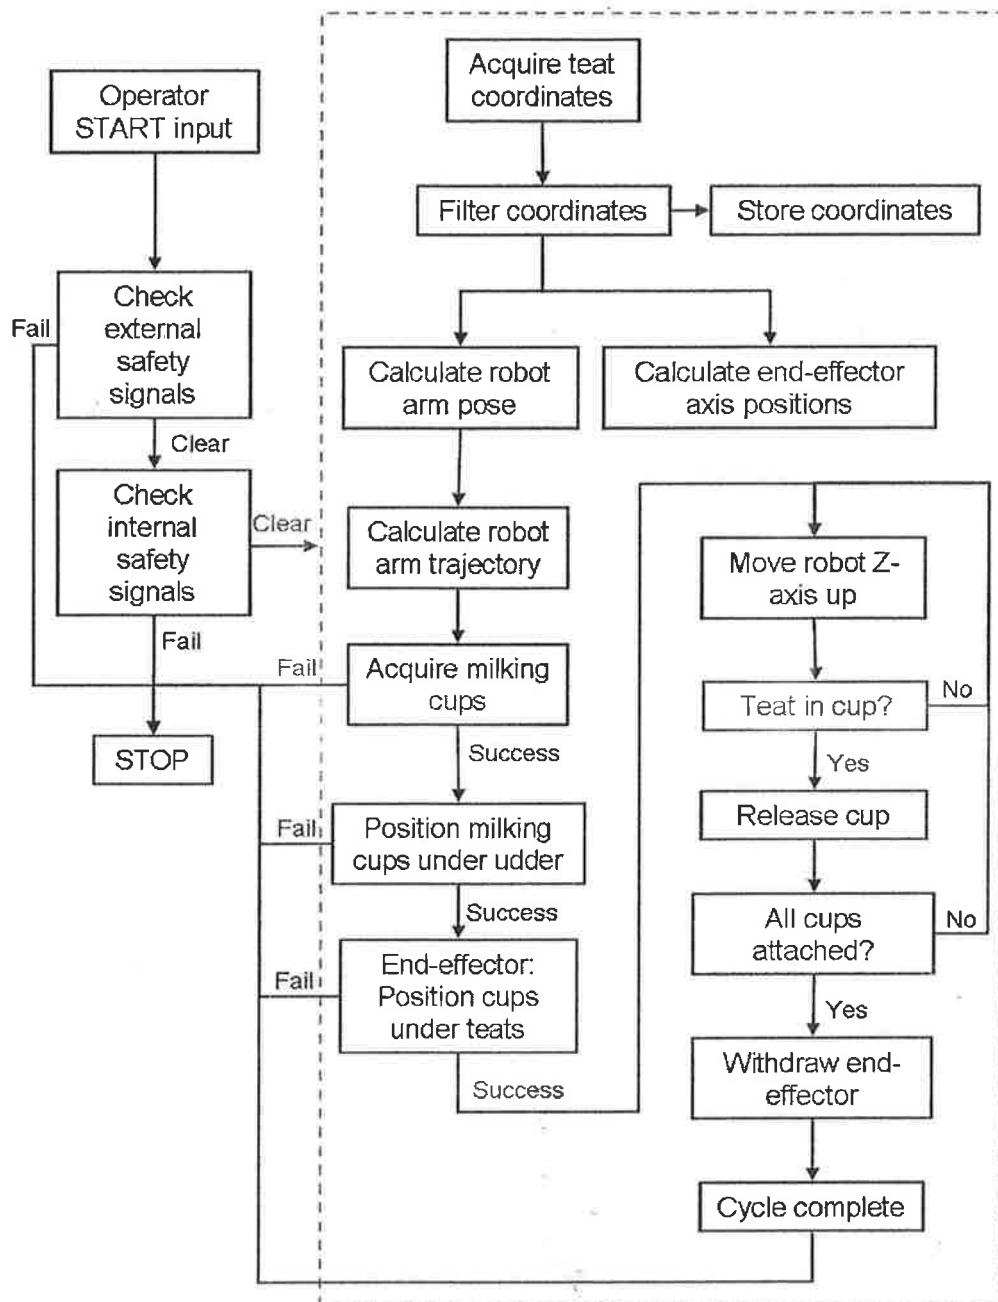 Operator
START input
Check
external
safety
signals
Fail
Clear
Check
internal
safety
signals
Clear
Fail
STOP
Acquire teat
coordinates
Filter coordinates
Store coordinates
Calculate robot
arm pose
Calculate end-effector
axis positions
Calculate robot
arm trajectory
Acquire milking
cups
Fail
Success
Position milking
cups under udder
Fail
Success
End-effector:
Position cups
under teats
Fail
Success
Move robot Z-
axis up
Teat in cup?
No
Yes
Release cup
All cups
attached?
No
Yes
Withdraw end-
effector
Cycle complete